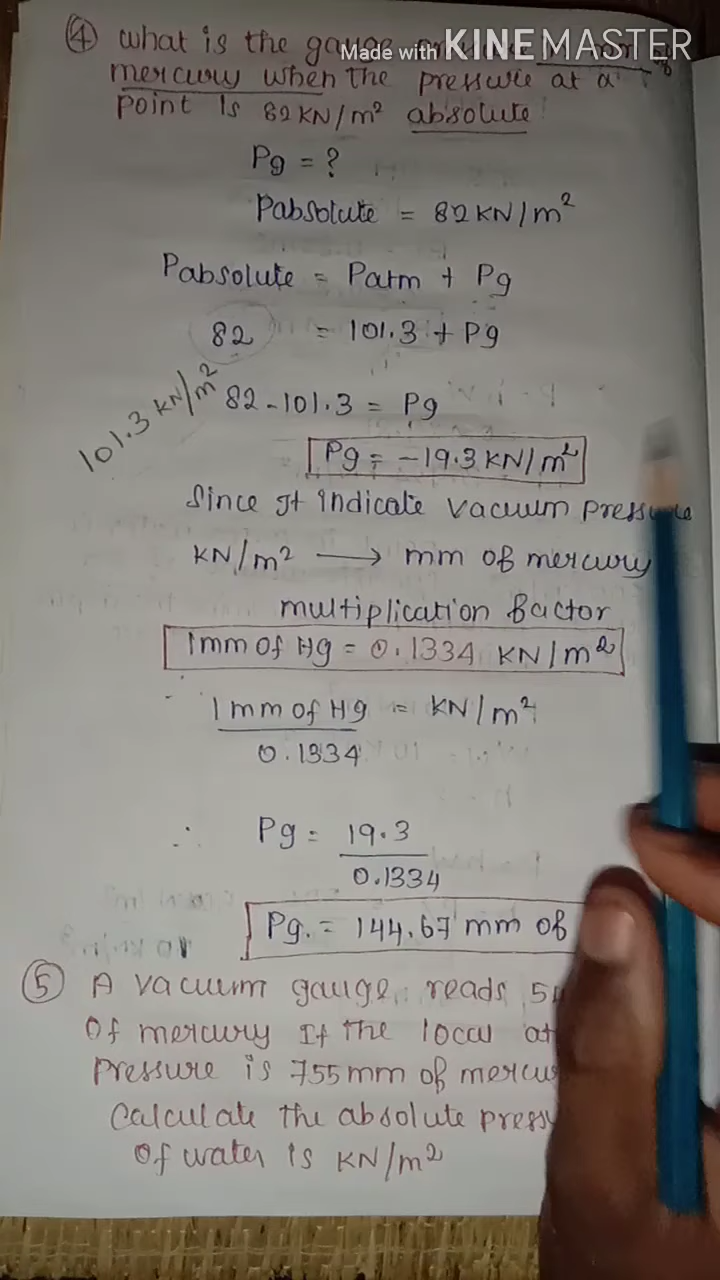 ④ What is the gauge
Made with KINEMASTER
mercury when the pressure at a
point is 82 KN/m² absolute
Pg = ?
Pabsolute = 82 KN/m²
Pabsolute = Patm + Pg
82 = 101.3 + Pg
101.3 KN/m²
82 - 101.3 = Pg
Pg = -19.3 KN/m²
Since It indicate vacuum pressure
KN/m² → mm of mercury
multiplication factor
1mm of Hg = 0.1334 KN/m²
1 mm of Hg / 0.1334 = KN/m²
∴ Pg = 19.3 / 0.1334
Pg. = 144.67 mm of
⑤ A vacuum gauge reads
of mercury If the local
pressure is 755mm of
Calculate the absolute
Of water is KN/m²